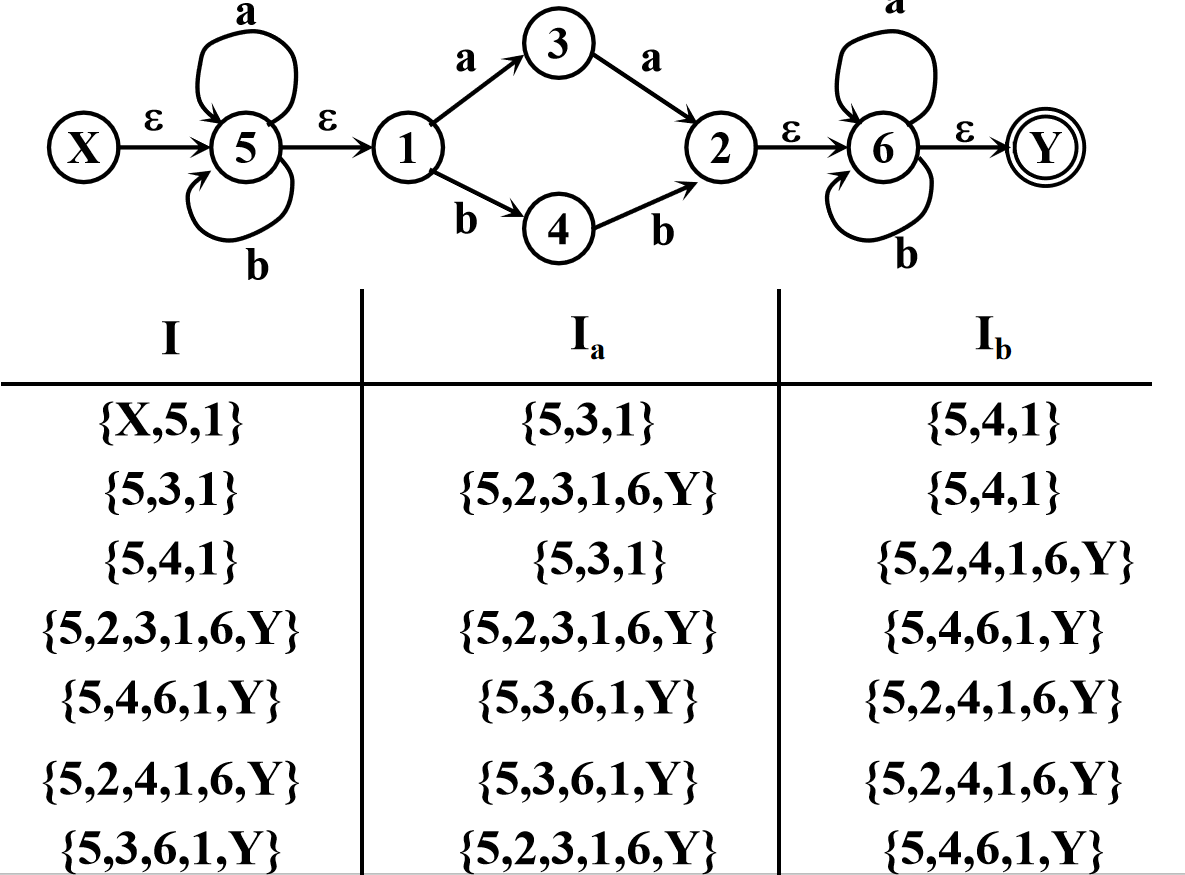 a
a
3
a
a
X
ε
5
ε
1
2
ε
6
ε
Y
b
4
b
b
b
I
Ia
Ib
{X,5,1}
{5,3,1}
{5,4,1}
{5,3,1}
{5,2,3,1,6,Y}
{5,4,1}
{5,4,1}
{5,3,1}
{5,2,4,1,6,Y}
{5,2,3,1,6,Y}
{5,2,3,1,6,Y}
{5,4,6,1,Y}
{5,4,6,1,Y}
{5,3,6,1,Y}
{5,2,4,1,6,Y}
{5,2,4,1,6,Y}
{5,3,6,1,Y}
{5,2,4,1,6,Y}
{5,3,6,1,Y}
{5,2,3,1,6,Y}
{5,4,6,1,Y}